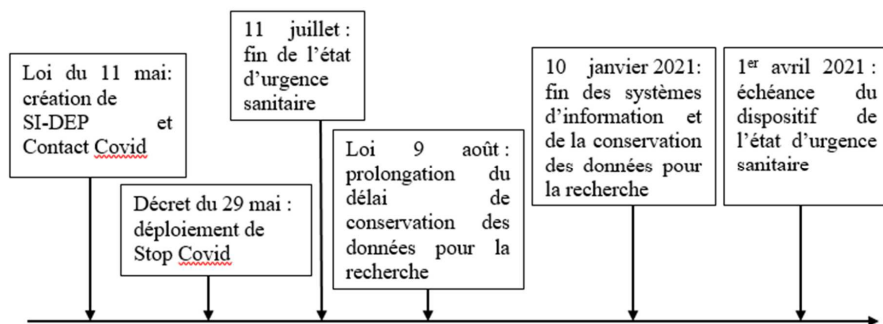 Loi du 11 mai:
création de
SI-DEP et
Contact Covid
Décret du 29 mai :
déploiement de
Stop Covid
11 juillet :
fin de l’état
d’urgence
sanitaire
Loi 9 août :
prolongation du
délai de
conservation des
données pour la
recherche
10 janvier 2021:
fin des systèmes
d’information et
de la conservation
des données pour
la recherche
1er avril 2021 :
échéance du
dispositif de
l’état d’urgence
sanitaire